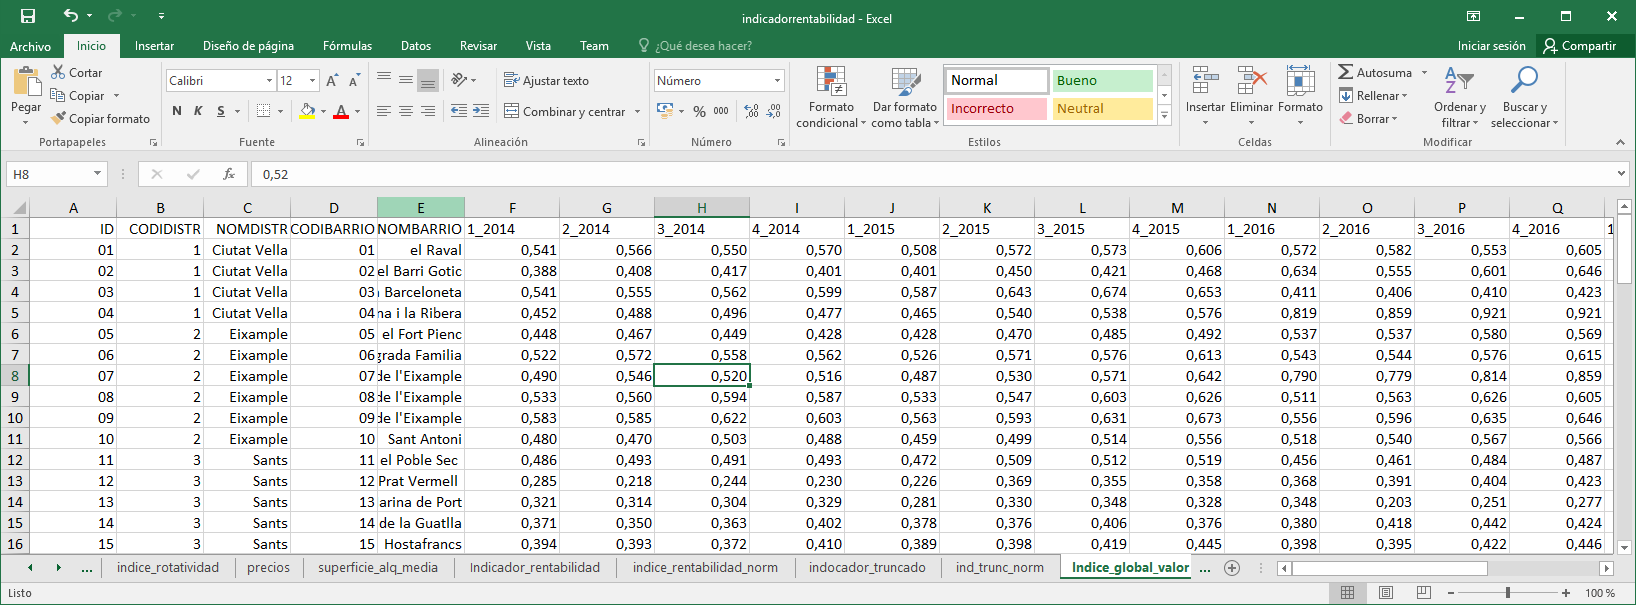 indicadorrentabilidad - Excel
Archivo Inicio Insertar Diseño de página Fórmulas Datos Revisar Vista Team ¿Qué desea hacer? Iniciar sesión Compartir
Pegar
Cortar
Copiar
Copiar formato
Portapapeles
Calibri 12
N K S
Fuente
Ajustar texto
Combinar y centrar
Alineación
Número
% 000
Número
Formato condicional
Dar formato como tabla
Normal Bueno
Incorrecto Neutral
Estilos
Insertar Eliminar Formato
Celdas
Autosuma
Rellenar
Borrar
Ordenar y filtrar
Buscar y seleccionar
Modificar
H8 fx 0,52
A B C D E F G H I J K L M N O P Q
1 ID CODIDISTR NOMDISTR CODIBARRIO NOMBARRIO 1_2014 2_2014 3_2014 4_2014 1_2015 2_2015 3_2015 4_2015 1_2016 2_2016 3_2016 4_2016 1
2 01 1 Ciutat Vella 01 el Raval 0,541 0,566 0,550 0,570 0,508 0,572 0,573 0,606 0,572 0,582 0,553 0,605
3 02 1 Ciutat Vella 02 el Barri Gotic 0,388 0,408 0,417 0,401 0,401 0,450 0,421 0,468 0,634 0,555 0,601 0,646
4 03 1 Ciutat Vella 03 Barceloneta 0,541 0,555 0,562 0,599 0,587 0,643 0,674 0,653 0,411 0,406 0,410 0,423
5 04 1 Ciutat Vella 04 na i la Ribera 0,452 0,488 0,496 0,477 0,465 0,540 0,538 0,576 0,819 0,859 0,921 0,921
6 05 2 Eixample 05 el Fort Pienc 0,448 0,467 0,449 0,428 0,428 0,470 0,485 0,492 0,537 0,537 0,580 0,569
7 06 2 Eixample 06 grada Familia 0,522 0,572 0,558 0,562 0,526 0,571 0,576 0,613 0,543 0,544 0,576 0,615
8 07 2 Eixample 07 de l'Eixample 0,490 0,546 0,520 0,516 0,487 0,530 0,571 0,642 0,790 0,779 0,814 0,859
9 08 2 Eixample 08 de l'Eixample 0,533 0,560 0,594 0,587 0,533 0,547 0,603 0,626 0,511 0,563 0,626 0,605
10 09 2 Eixample 09 de l'Eixample 0,583 0,585 0,622 0,603 0,563 0,593 0,631 0,673 0,556 0,596 0,635 0,646
11 10 2 Eixample 10 Sant Antoni 0,480 0,470 0,503 0,488 0,459 0,499 0,514 0,556 0,518 0,540 0,567 0,566
12 11 3 Sants 11 el Poble Sec 0,486 0,493 0,491 0,493 0,472 0,509 0,512 0,519 0,456 0,461 0,484 0,487
13 12 3 Sants 12 Prat Vermell 0,285 0,218 0,244 0,230 0,226 0,369 0,355 0,358 0,368 0,391 0,404 0,423
14 13 3 Sants 13 arina de Port 0,321 0,314 0,304 0,329 0,281 0,330 0,348 0,328 0,348 0,203 0,251 0,277
15 14 3 Sants 14 de la Guatlla 0,371 0,350 0,363 0,402 0,378 0,376 0,406 0,376 0,380 0,418 0,442 0,424
16 15 3 Sants 15 Hostafrancs 0,394 0,393 0,372 0,410 0,389 0,398 0,419 0,445 0,398 0,395 0,422 0,446
... indice_rotatividad precios superficie_alq_media Indicador_rentabilidad indice_rentabilidad_norm indocador_truncado ind_trunc_norm Indice_global_valor ...
Listo 100 %